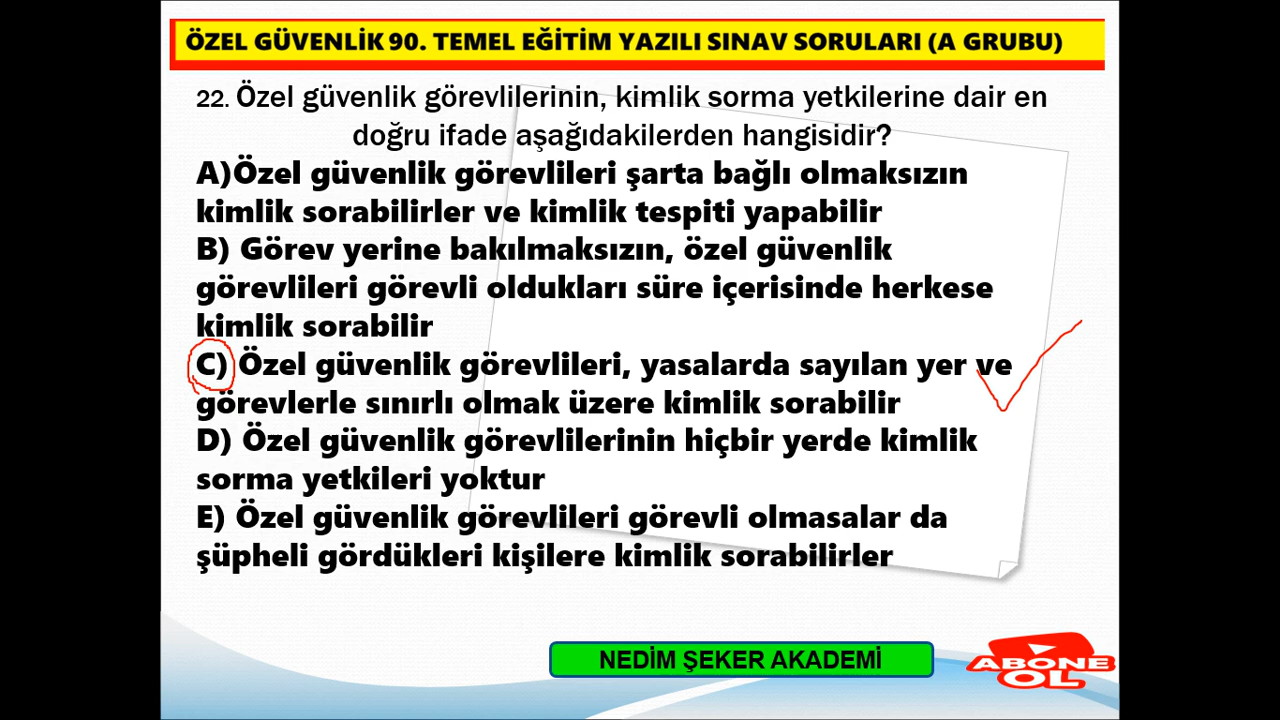 ÖZEL GÜVENLİK 90. TEMEL EĞİTİM YAZILI SINAV SORULARI (A GRUBU)
22. Özel güvenlik görevlilerinin, kimlik sorma yetkilerine dair en
doğru ifade aşağıdakilerden hangisidir?
A)Özel güvenlik görevlileri şarta bağlı olmaksızın
kimlik sorabilirler ve kimlik tespiti yapabilir
B) Görev yerine bakılmaksızın, özel güvenlik
görevlileri görevli oldukları süre içerisinde herkese
kimlik sorabilir
C) Özel güvenlik görevlileri, yasalarda sayılan yer ve
görevlerle sınırlı olmak üzere kimlik sorabilir
D) Özel güvenlik görevlilerinin hiçbir yerde kimlik
sorma yetkileri yoktur
E) Özel güvenlik görevlileri görevli olmasalar da
şüpheli gördükleri kişilere kimlik sorabilirler
NEDİM ŞEKER AKADEMİ
ABONE
OL